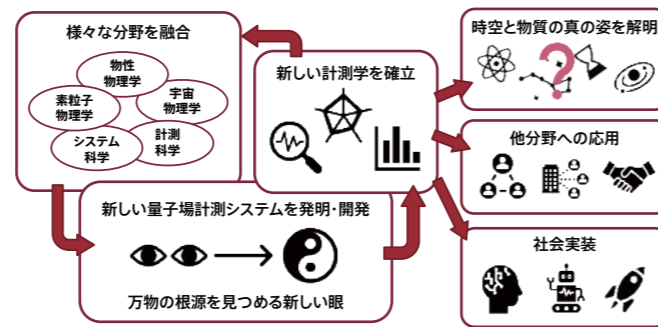 様々な分野を融合
物性
物理学
素粒子
物理学
宇宙
物理学
システム
科学
計測
科学
新しい量子場計測システムを発明・開発
万物の根源を見つめる新しい眼
新しい計測学を確立
時空と物質の真の姿を解明
?
他分野への応用
社会実装